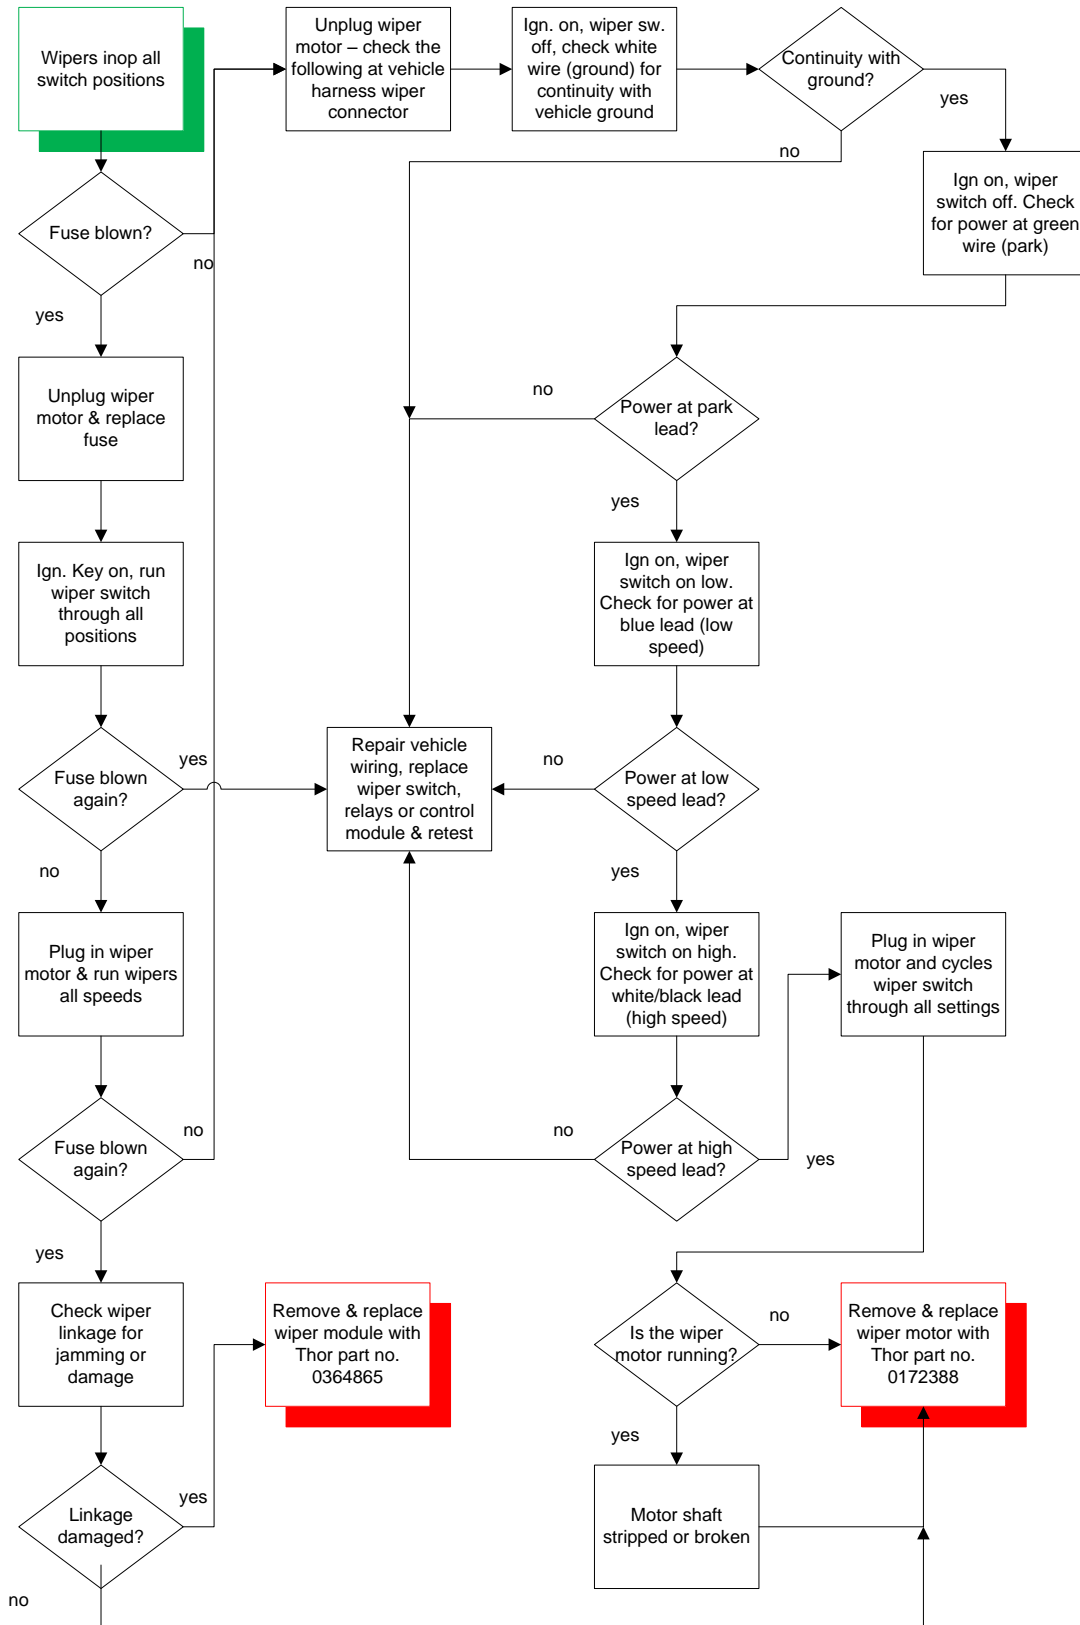 Wipers inop all
switch positions
Unplug wiper
motor – check the
following at vehicle
harness wiper
connector
Ign. on, wiper sw.
off, check white
wire (ground) for
continuity with
vehicle ground
Continuity with
ground?
yes
no
Fuse blown?
no
yes
Ign on, wiper
switch off. Check
for power at green
wire (park)
Unplug wiper
motor & replace
fuse
no
Power at park
lead?
yes
Ign. Key on, run
wiper switch
through all
positions
Ign on, wiper
switch on low.
Check for power at
blue lead (low
speed)
Fuse blown
again?
yes
no
Repair vehicle
wiring, replace
wiper switch,
relays or control
module & retest
no
Power at low
speed lead?
yes
Plug in wiper
motor & run wipers
all speeds
Ign on, wiper
switch on high.
Check for power at
white/black lead
(high speed)
Plug in wiper
motor and cycles
wiper switch
through all settings
Fuse blown
again?
no
yes
no
Power at high
speed lead?
yes
Check wiper
linkage for
jamming or
damage
Remove & replace
wiper module with
Thor part no.
0364865
Is the wiper
motor running?
no
yes
Remove & replace
wiper motor with
Thor part no.
0172388
Linkage
damaged?
yes
no
Motor shaft
stripped or broken